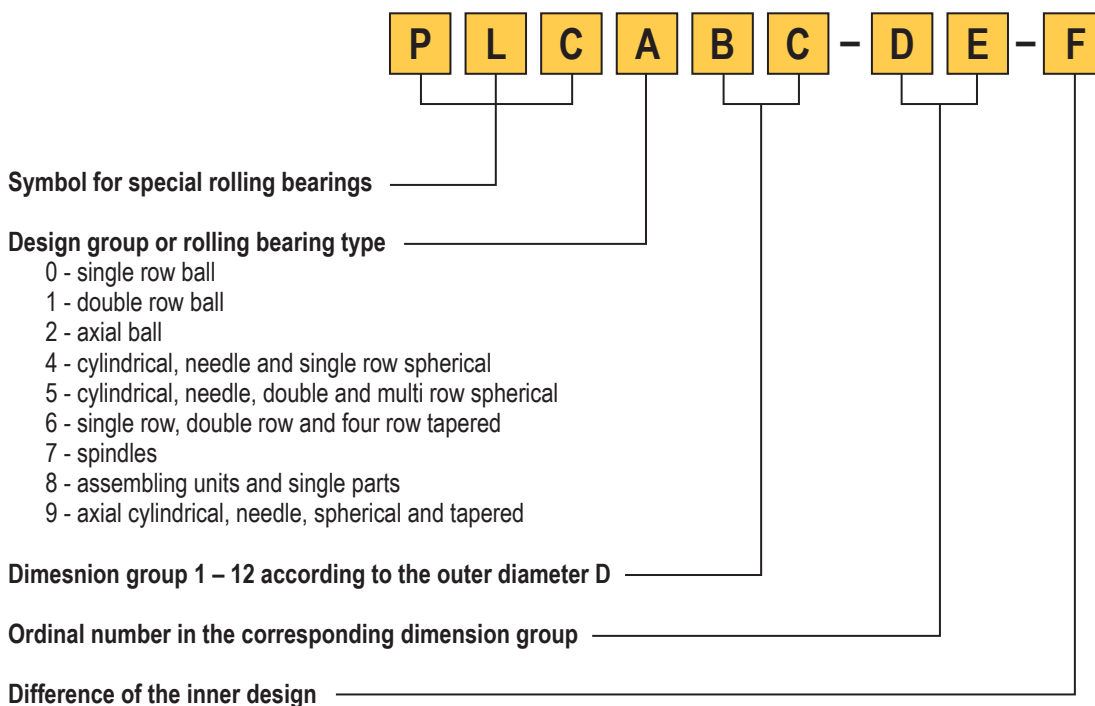 P L C A B C – D E – F
Symbol for special rolling bearings
Design group or rolling bearing type
0 - single row ball
1 - double row ball
2 - axial ball
4 - cylindrical, needle and single row spherical
5 - cylindrical, needle, double and multi row spherical
6 - single row, double row and four row tapered
7 - spindles
8 - assembling units and single parts
9 - axial cylindrical, needle, spherical and tapered
Dimesnion group 1 – 12 according to the outer diameter D
Ordinal number in the corresponding dimension group
Difference of the inner design